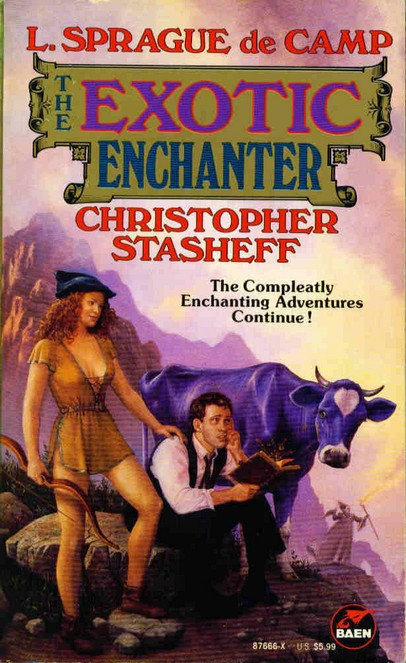 L. SPRAGUE de CAMP
THE
EXOTIC
ENCHANTER
CHRISTOPHER
STASHEFF
The Compleatly
Enchanting Adventures
Continue!
87666-X U.S. $5.99
BAEN